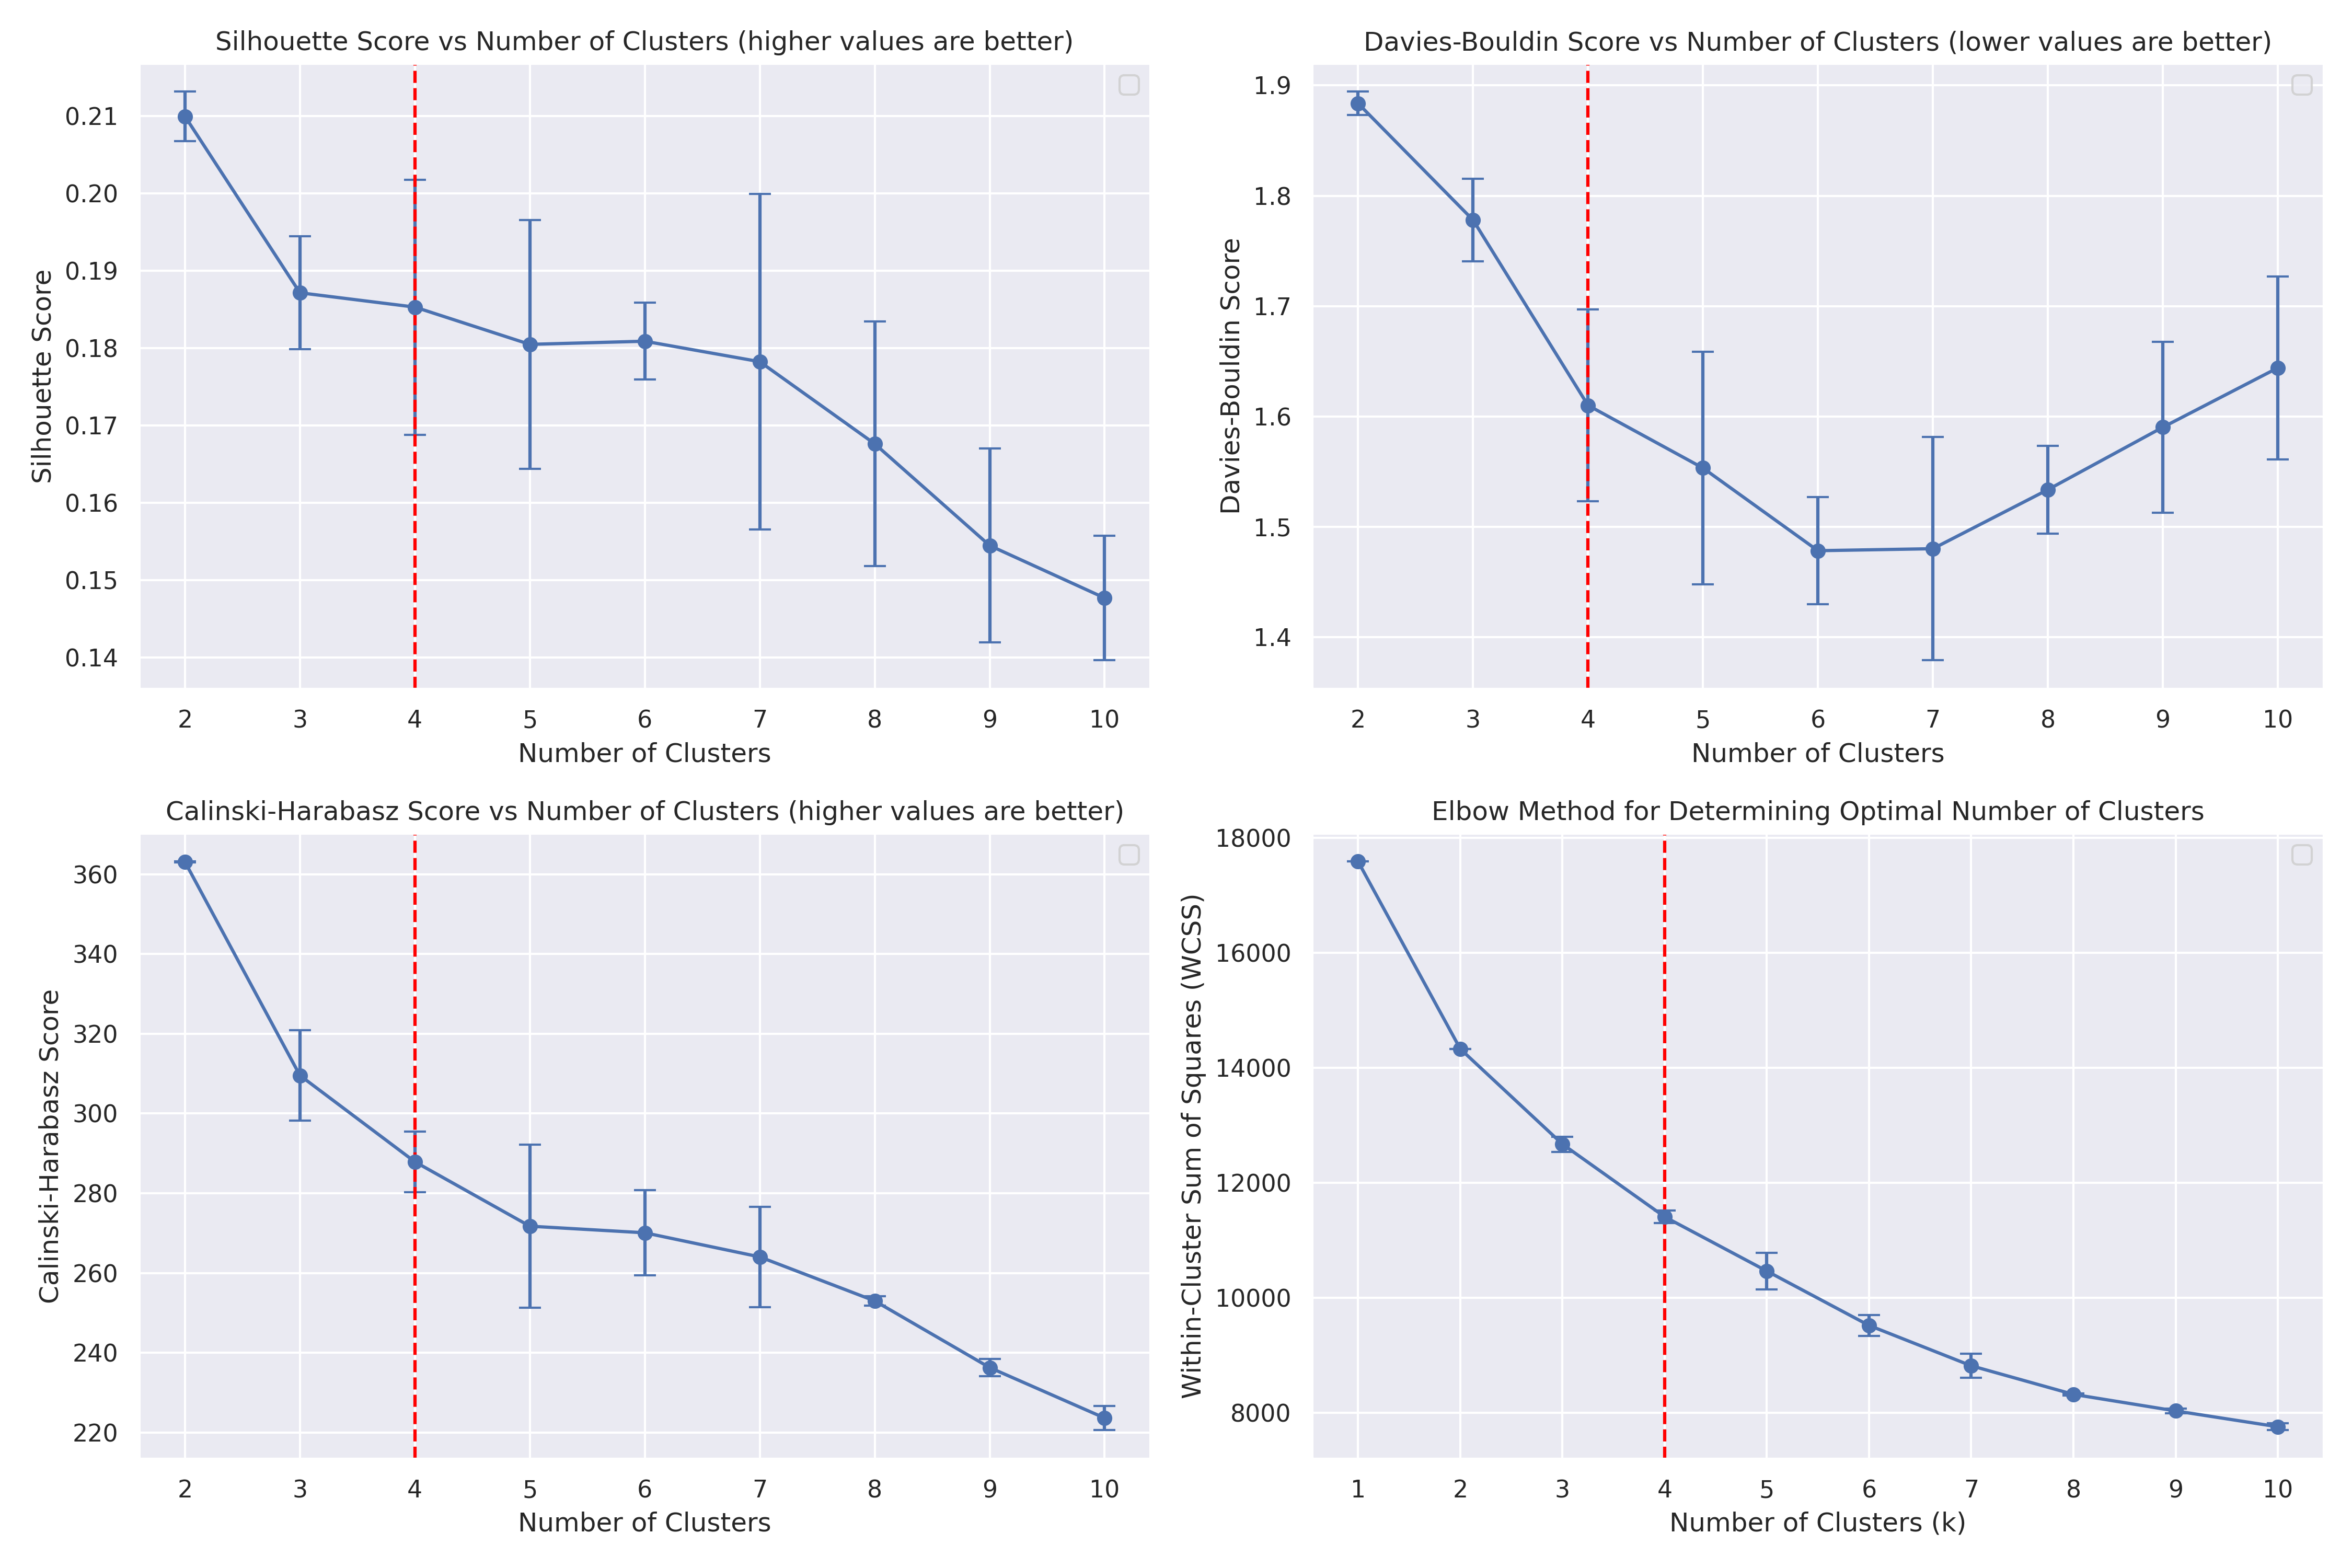 Silhouette Score vs Number of Clusters (higher values are better)
Silhouette Score
0.21
0.20
0.19
0.18
0.17
0.16
0.15
0.14
2 3 4 5 6 7 8 9 10
Number of Clusters
Davies-Bouldin Score vs Number of Clusters (lower values are better)
Davies-Bouldin Score
1.9
1.8
1.7
1.6
1.5
1.4
2 3 4 5 6 7 8 9 10
Number of Clusters
Calinski-Harabasz Score vs Number of Clusters (higher values are better)
Calinski-Harabasz Score
360
340
320
300
280
260
240
220
2 3 4 5 6 7 8 9 10
Number of Clusters
Elbow Method for Determining Optimal Number of Clusters
Within-Cluster Sum of Squares (WCSS)
18000
16000
14000
12000
10000
8000
1 2 3 4 5 6 7 8 9 10
Number of Clusters (k)